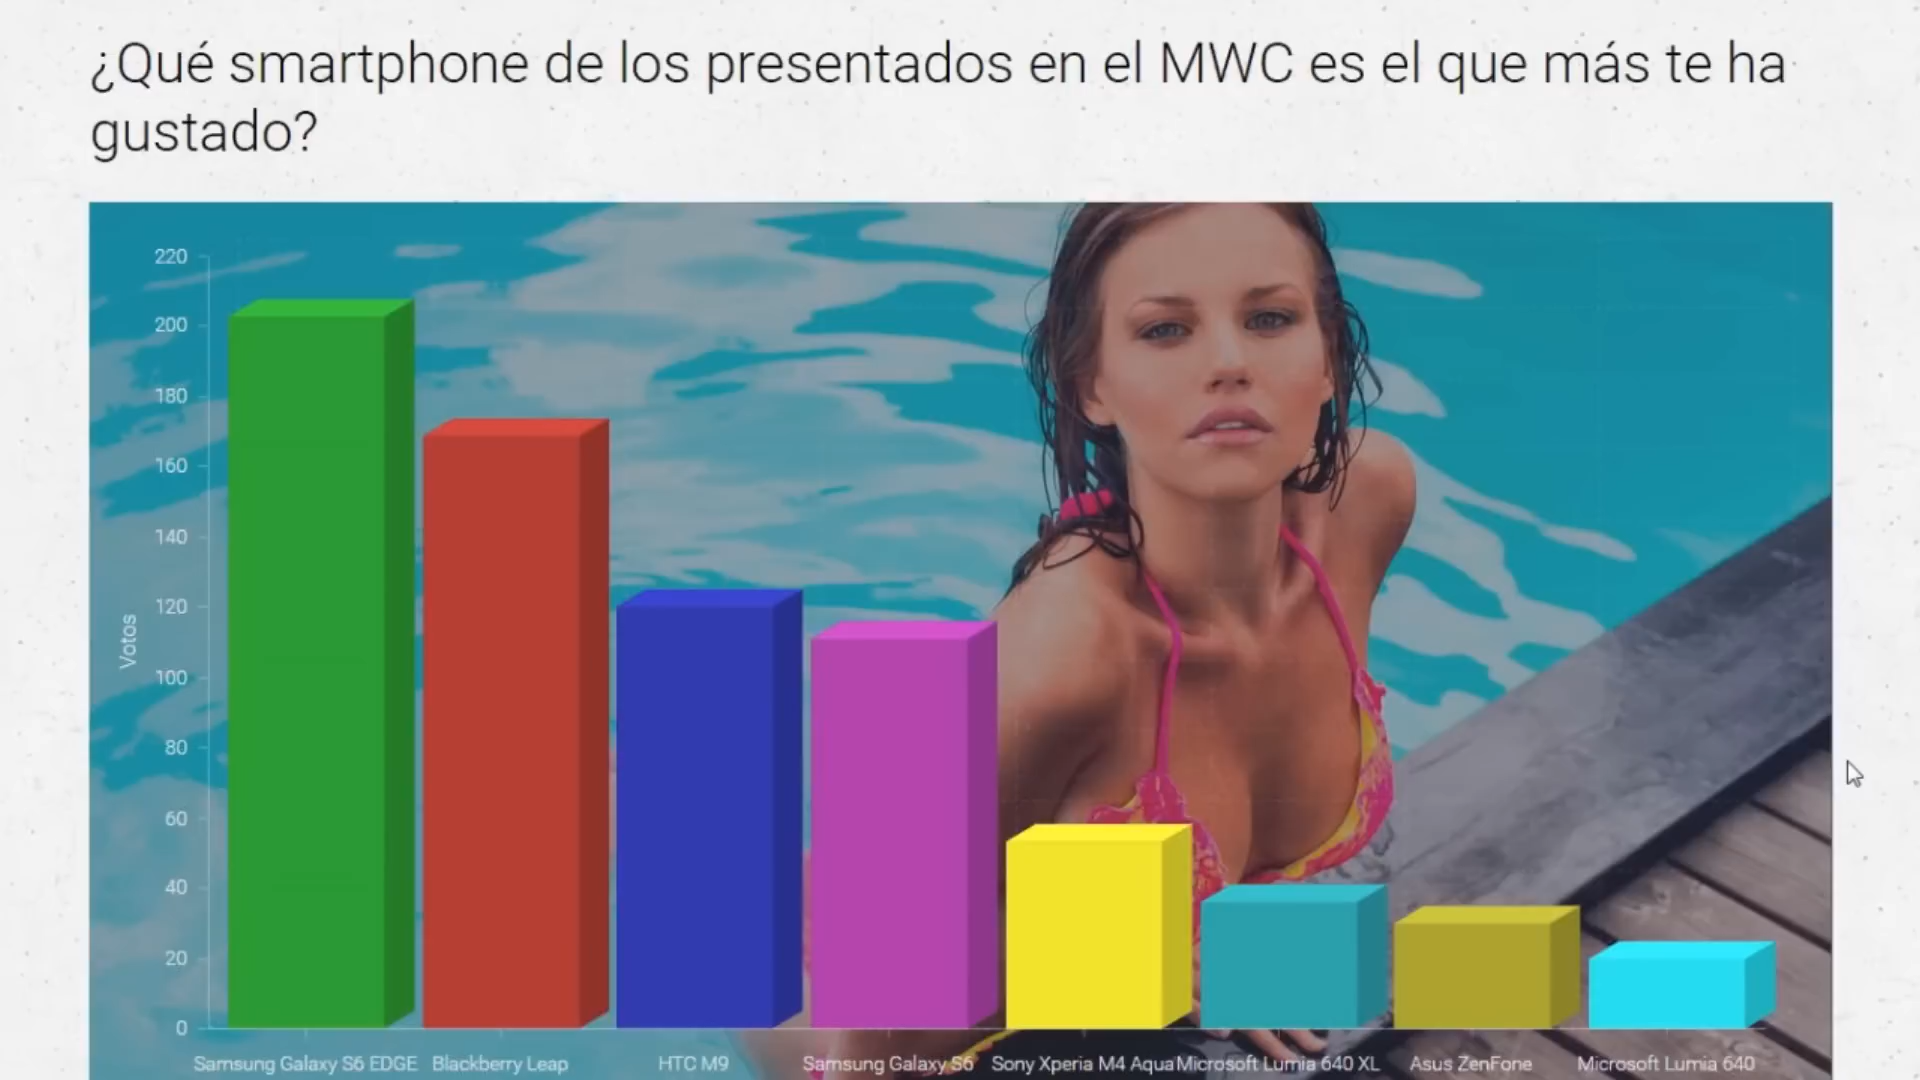 ¿Qué smartphone de los presentados en el MWC es el que más te ha
gustado?
220
200
180
160
140
120
100
80
60
40
20
0
Votos
Samsung Galaxy S6 EDGE
Blackberry Leap
HTC M9
Samsung Galaxy S6
Sony Xperia M4 Aqua
Microsoft Lumia 640 XL
Asus ZenFone
Microsoft Lumia 640